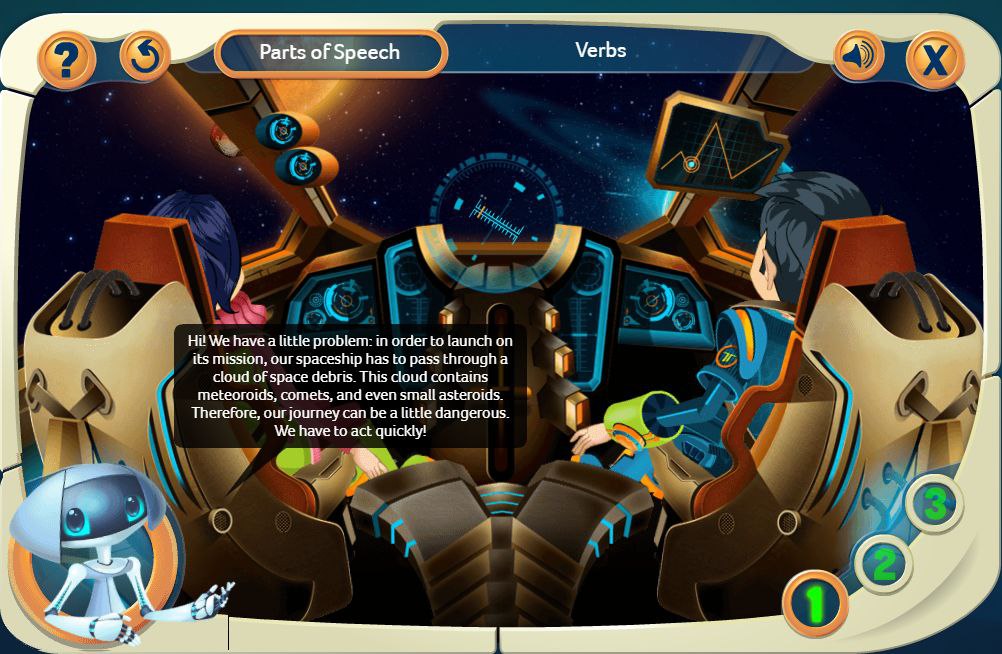 ?
Parts of Speech
Verbs
X
Hi! We have a little problem: in order to launch on
its mission, our spaceship has to pass through a
cloud of space debris. This cloud contains
meteoroids, comets, and even small asteroids.
Therefore, our journey can be a little dangerous.
We have to act quickly!
3
2
1